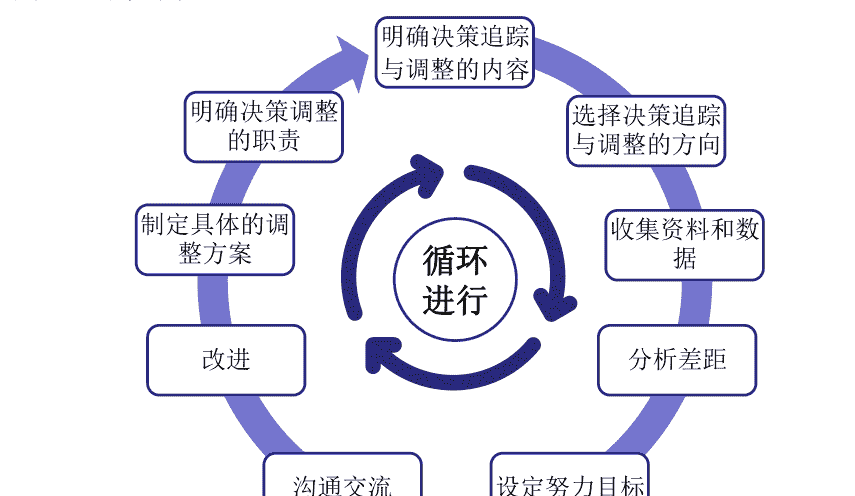 明确决策追踪
与调整的内容
选择决策追踪
与调整的方向
收集资料和数
据
分析差距
设定努力目标
沟通交流
改进
制定具体的调
整方案
明确决策调整
的职责
循环
进行